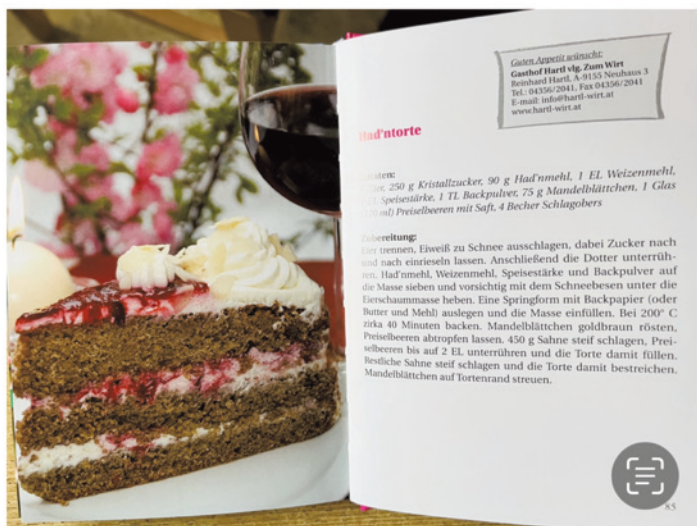 Guten Appetit wünscht:
Gasthof Hartl vlg. Zum Wirt
Reinhard Hartl, A-9155 Neuhaus 3
Tel.: 04356/2041, Fax 04356/2041
E-mail: info@hartl-wirt.at
www.hartl-wirt.at
Had'ntorte
250 g Kristallzucker, 90 g Had'nmehl, 1 EL Weizenmehl,
Speisestärke, 1 TL Backpulver, 75 g Mandelblättchen, 1 Glas
ml) Preiselbeeren mit Saft, 4 Becher Schlagobers
Zubereitung:
Eier trennen, Eiweiß zu Schnee ausschlagen, dabei Zucker nach
und nach einrieseln lassen. Anschließend die Dotter unterrüh-
ren. Had'nmehl, Weizenmehl, Speisestärke und Backpulver auf
die Masse sieben und vorsichtig mit dem Schneebesen unter die
Eierschaummasse heben. Eine Springform mit Backpapier (oder
Butter und Mehl) auslegen und die Masse einfüllen. Bei 200° C
zirka 40 Minuten backen. Mandelblättchen goldbraun rösten,
Preiselbeeren abtropfen lassen. 450 g Sahne steif schlagen, Prei-
selbeeren bis auf 2 EL unterrühren und die Torte damit füllen.
Restliche Sahne steif schlagen und die Torte damit bestreichen.
Mandelblättchen auf Tortenrand streuen.
85